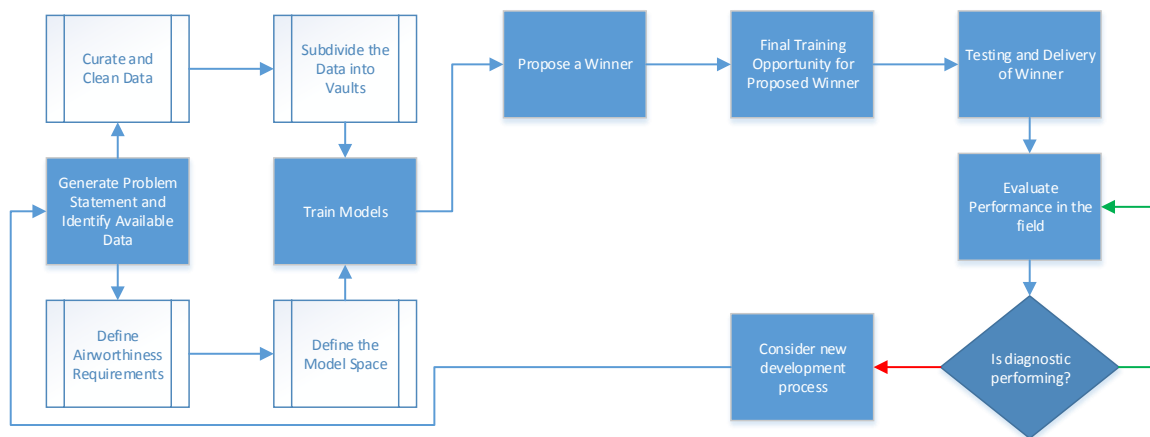 Curate and
Clean Data
Subdivide the
Data into
Vaults
Propose a Winner
Final Training
Opportunity for
Proposed Winner
Testing and Delivery
of Winner
Generate Problem
Statement and
Identify Available
Data
Train Models
Evaluate
Performance in the
field
Define
Airworthiness
Requirements
Define the
Model Space
Consider new
development
process
Is diagnostic
performing?